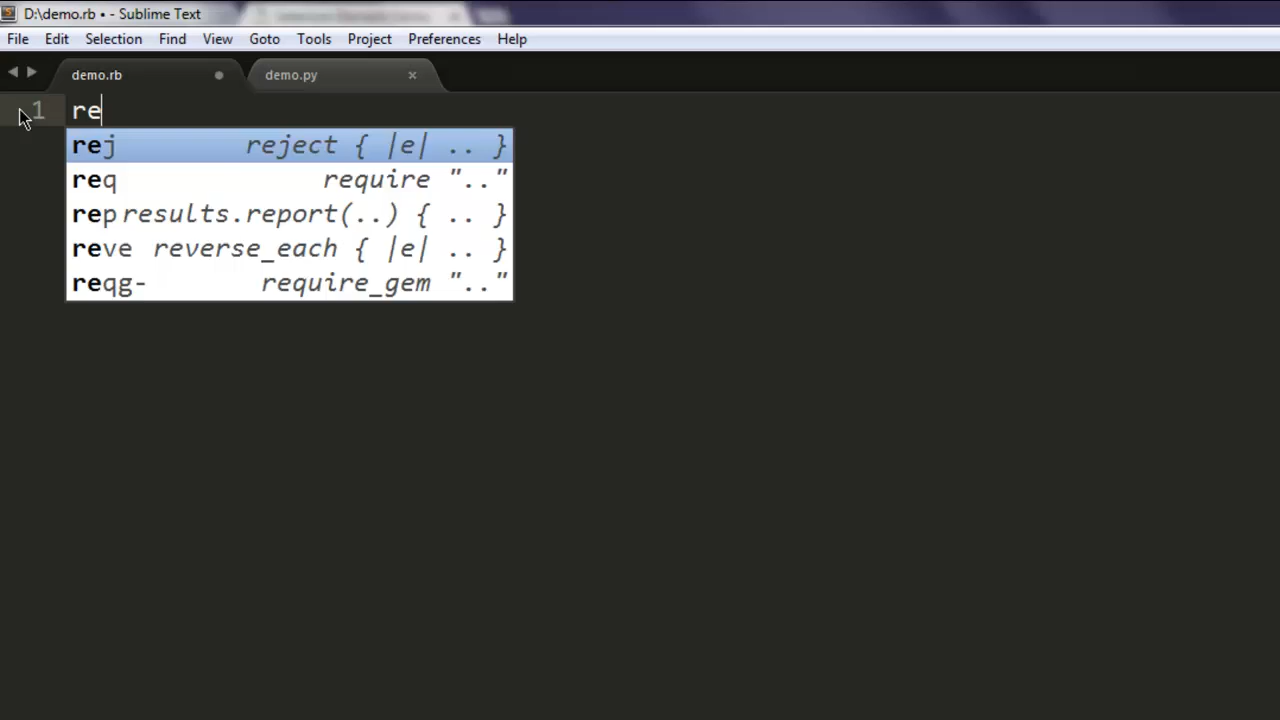 D:\demo.rb • - Sublime Text
File Edit Selection Find View Goto Tools Project Preferences Help
demo.rb demo.py
1 re
rej reject { |e| .. }
req require ".."
rep results.report(..) { .. }
reve reverse_each { |e| .. }
reqg- require_gem ".."